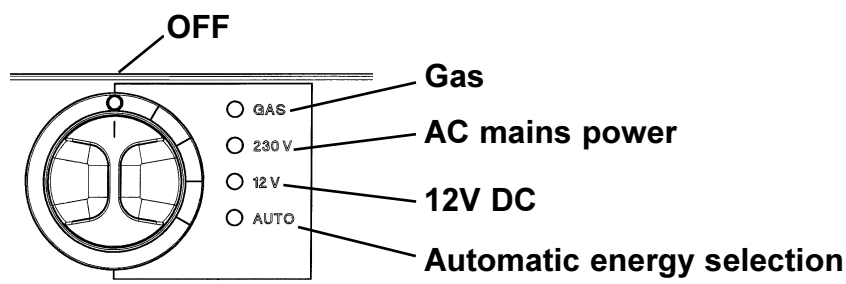 OFF
GAS
Gas
230 V
AC mains power
12 V
12V DC
AUTO
Automatic energy selection